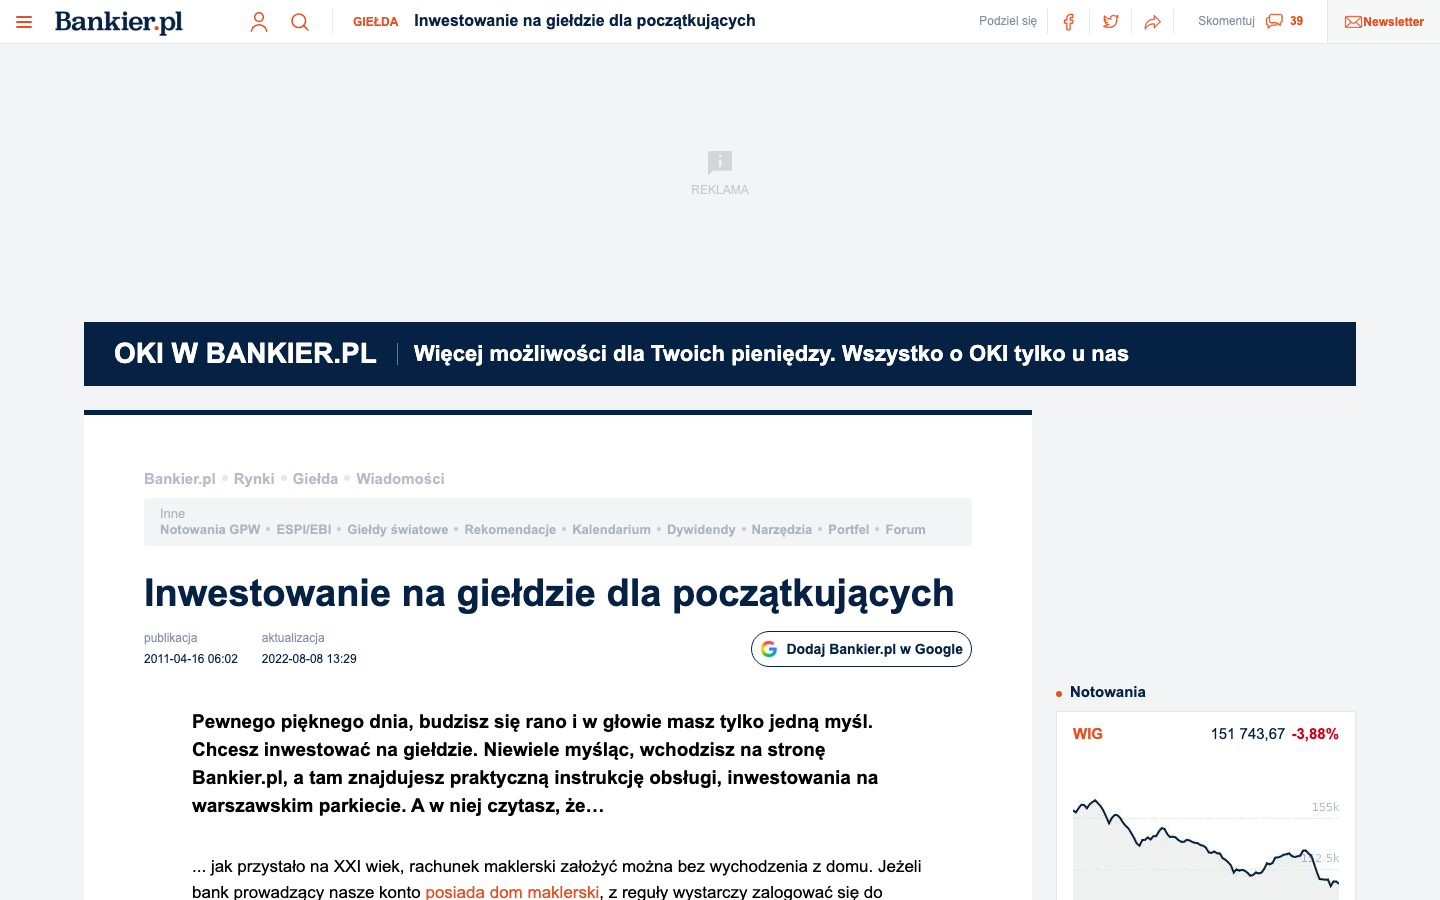 Bankier.pl
GIEŁDA Inwestowanie na giełdzie dla początkujących
Podziel się
Skomentuj 39
Newsletter
REKLAMA
OKI W BANKIER.PL Więcej możliwości dla Twoich pieniędzy. Wszystko o OKI tylko u nas
Bankier.pl • Rynki • Giełda • Wiadomości
Inne
Notowania GPW • ESPI/EBI • Giełdy światowe • Rekomendacje • Kalendarium • Dywidendy • Narzędzia • Portfel • Forum
Inwestowanie na giełdzie dla początkujących
publikacja aktualizacja
2011-04-16 06:02 2022-08-08 13:29
Dodaj Bankier.pl w Google
Pewnego pięknego dnia, budzisz się rano i w głowie masz tylko jedną myśl.
Chcesz inwestować na giełdzie. Niewiele myśląc, wchodzisz na stronę
Bankier.pl, a tam znajdujesz praktyczną instrukcję obsługi, inwestowania na
warszawskim parkiecie. A w niej czytasz, że…
... jak przystało na XXI wiek, rachunek maklerski założyć można bez wychodzenia z domu. Jeżeli
bank prowadzący nasze konto posiada dom maklerski, z reguły wystarczy zalogować się do
Notowania
WIG 151 743,67 -3,88%
155k
152.5k